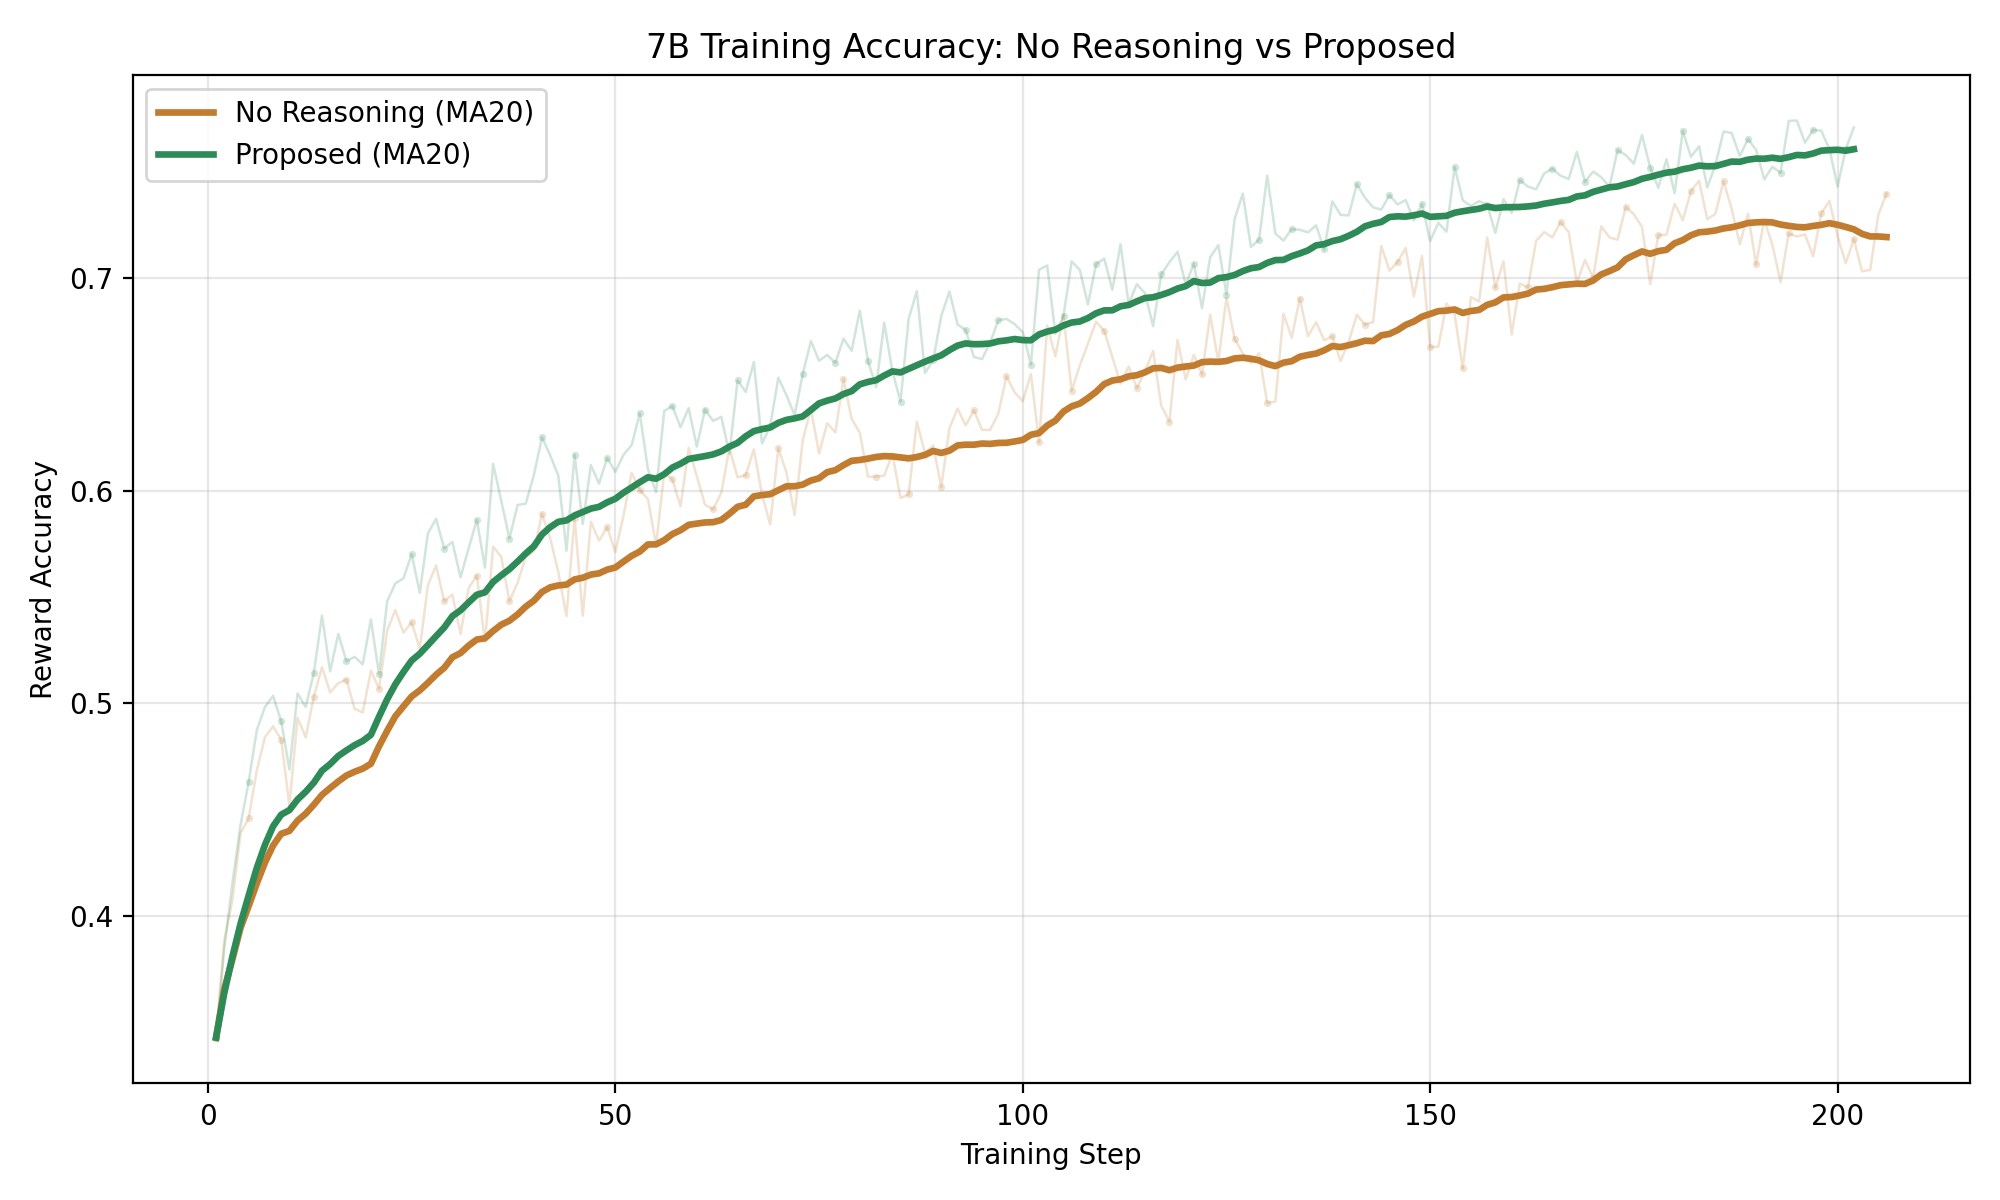 7B Training Accuracy: No Reasoning vs Proposed
No Reasoning (MA20)
Proposed (MA20)
Reward Accuracy
0.7
0.6
0.5
0.4
0
50
100
150
200
Training Step